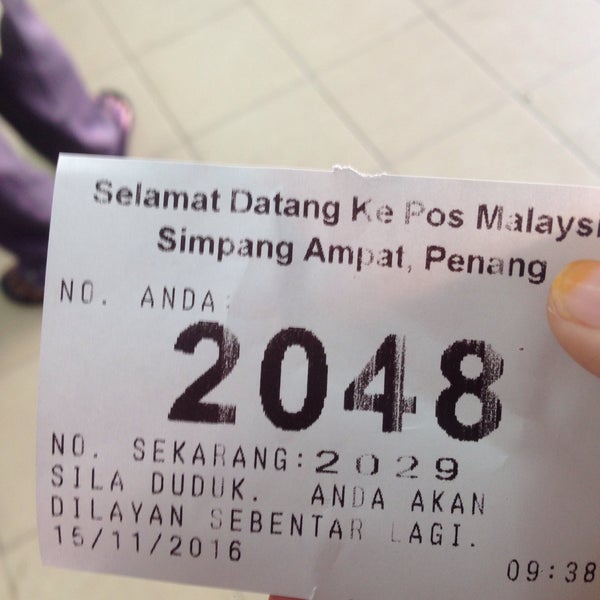 Selamat Datang Ke Pos Malaysi
Simpang Ampat, Penang
NO. ANDA:
2048
NO. SEKARANG:2029
SILA DUDUK. ANDA AKAN
DILAYAN SEBENTAR LAGI.
15/11/2016
09:38